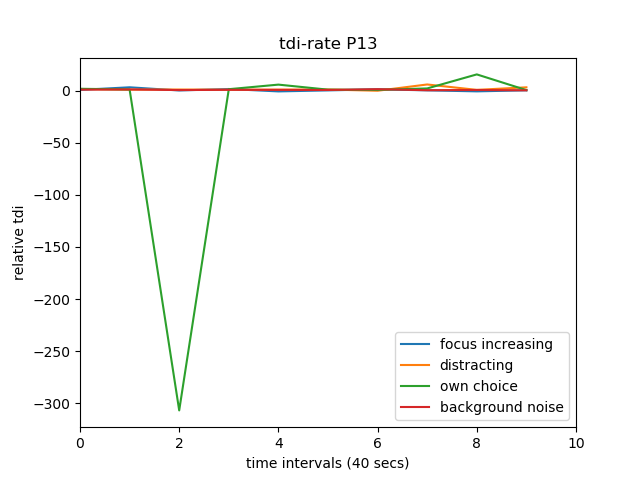 tdi-rate P13
relative tdi
0
−50
−100
−150
−200
−250
−300
focus increasing
distracting
own choice
background noise
0 2 4 6 8 10
time intervals (40 secs)